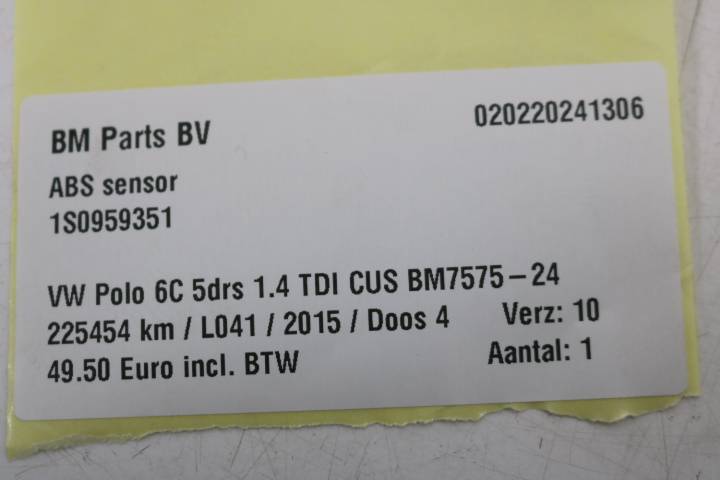 BM Parts BV 020220241306
ABS sensor
1S0959351
VW Polo 6C 5drs 1.4 TDI CUS BM7575-24
225454 km / L041 / 2015 / Doos 4 Verz: 10
49.50 Euro incl. BTW Aantal: 1